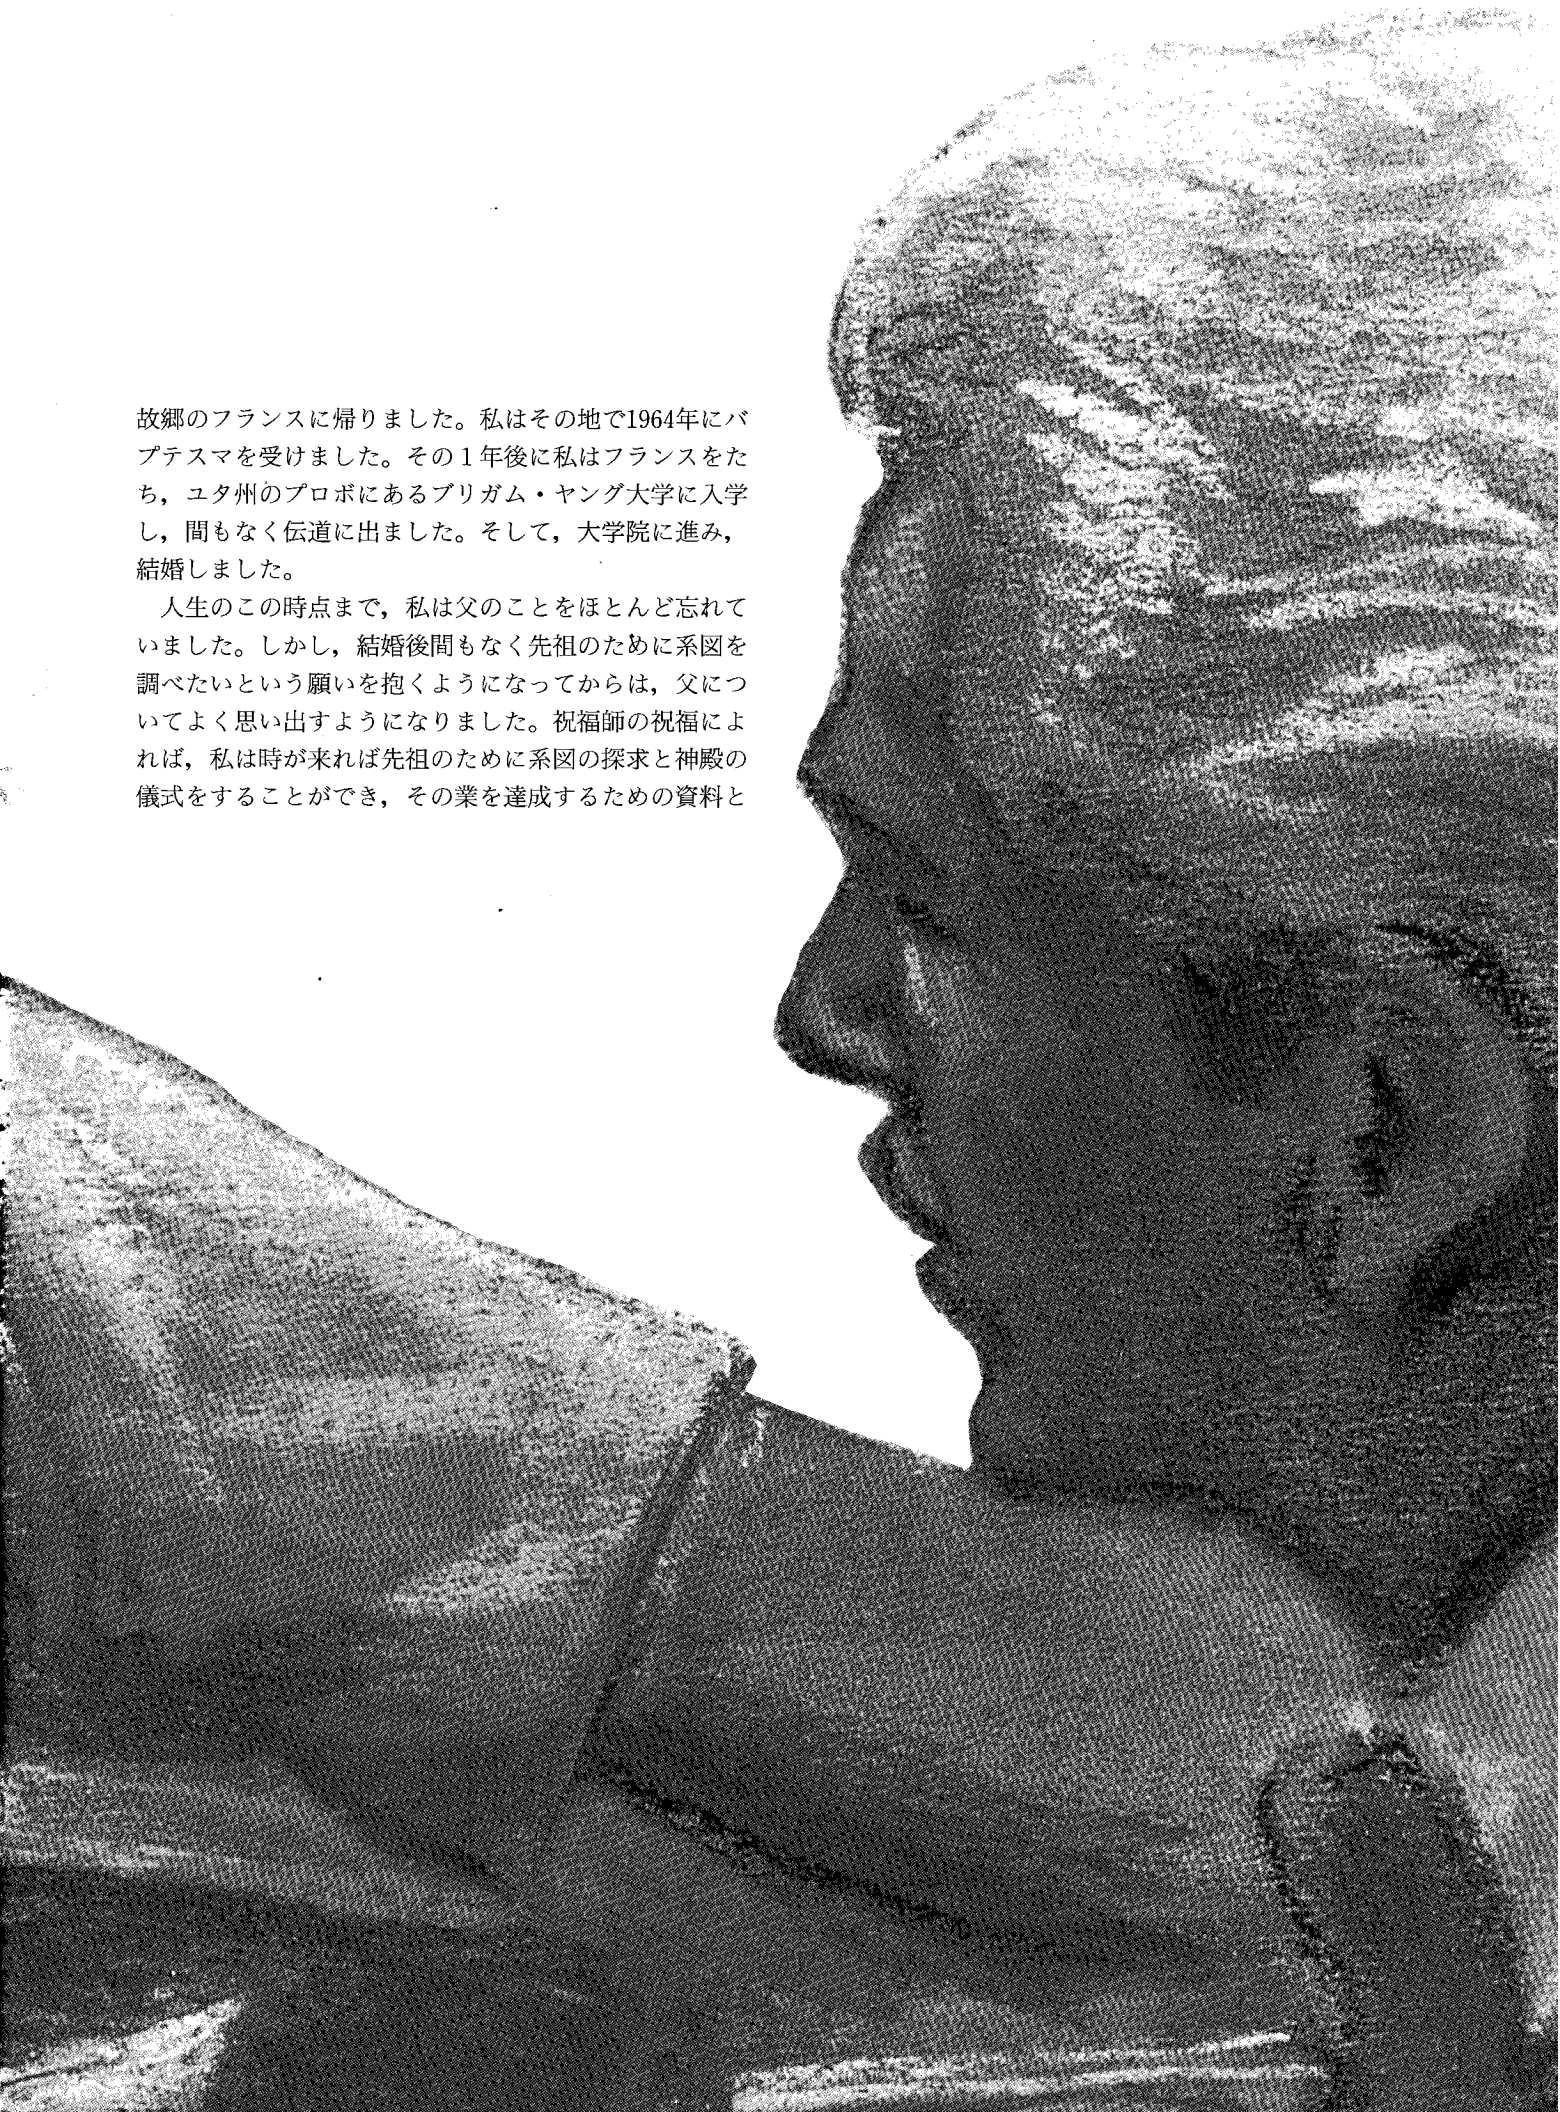 故郷のフランスに帰りました。私はその地で1964年にバ
プテスマを受けました。その1年後に私はフランスをた
ち，ユタ州のプロボにあるブリガム・ヤング大学に入学
し，間もなく伝道に出ました。そして，大学院に進み，
結婚しました。
　人生のこの時点まで，私は父のことをほとんど忘れて
いました。しかし，結婚後間もなく先祖のために系図を
調べたいという願いを抱くようになってからは，父につ
いてよく思い出すようになりました。祝福師の祝福によ
れば，私は時が来れば先祖のために系図の探求と神殿の
儀式をすることができ，その業を達成するための資料と